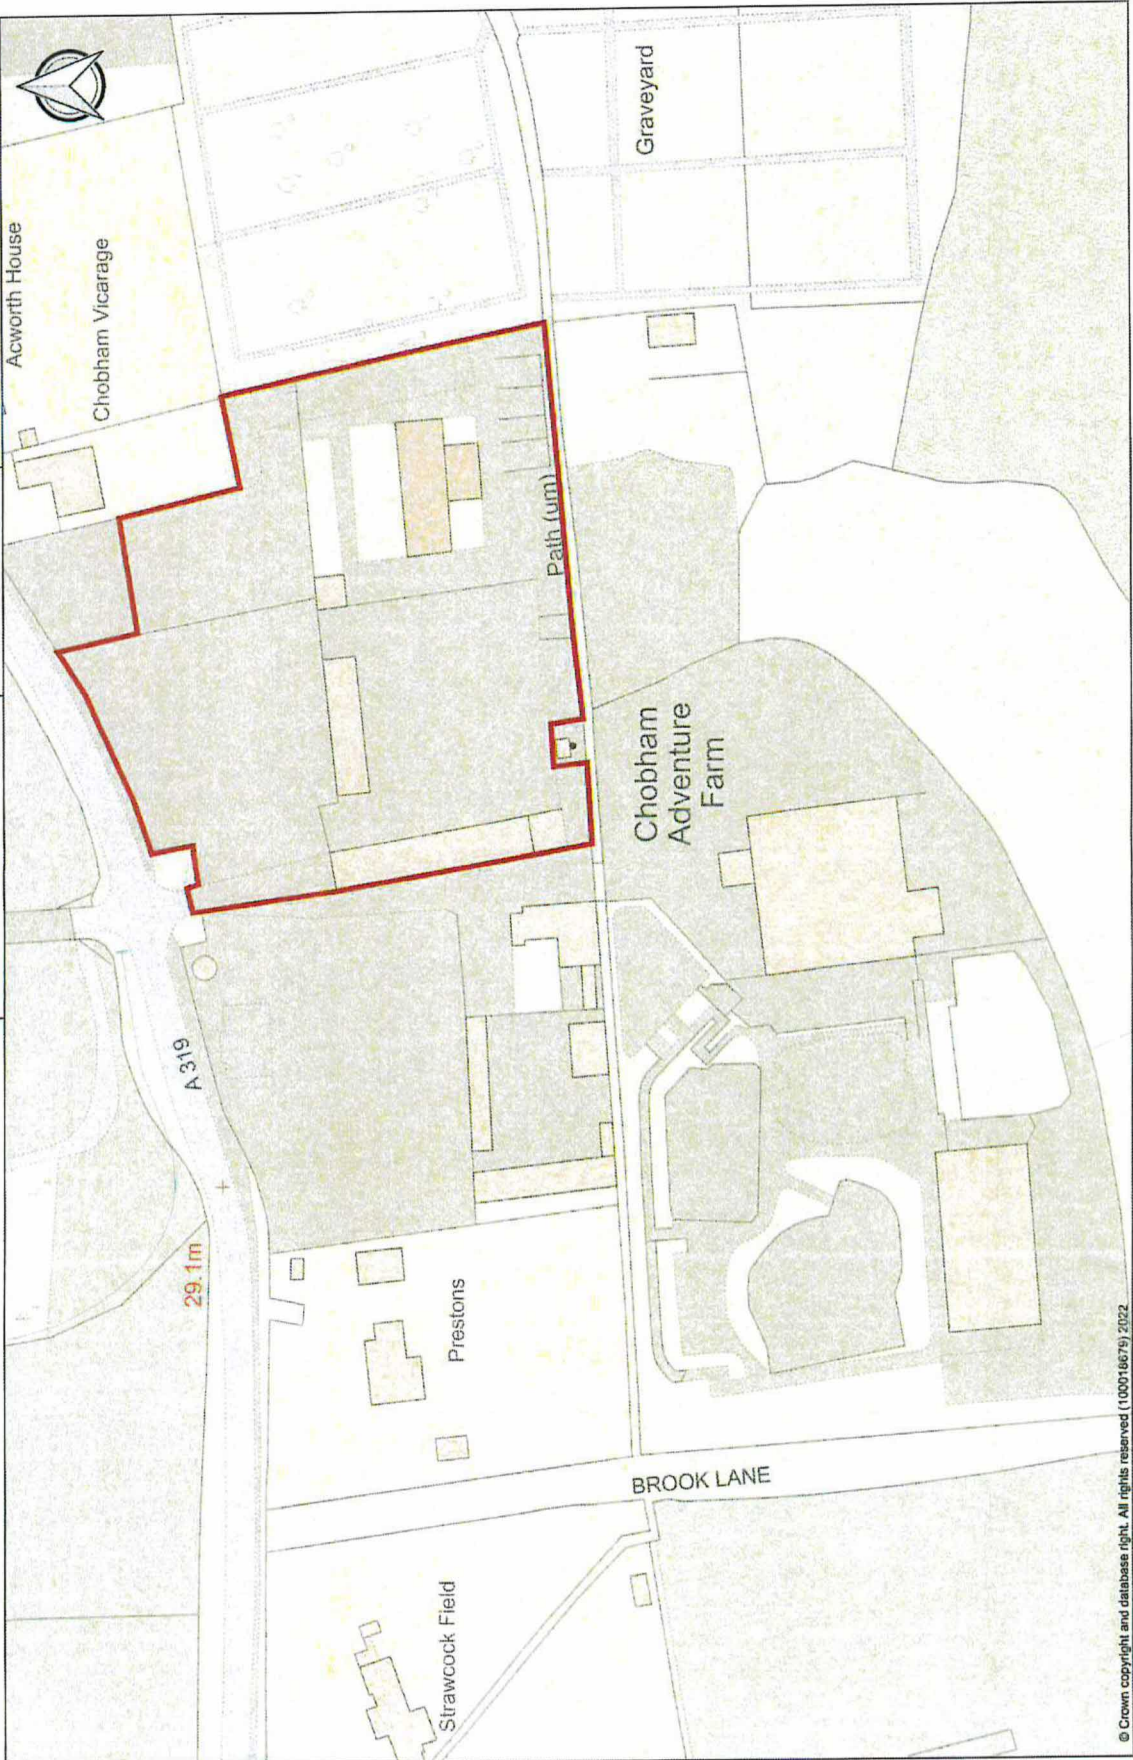 Acworth House
Chobham Vicarage
Graveyard
Path (um)
Chobham
Adventure
Farm
A 319
29.1m
Prestons
BROOK LANE
Strawcock Field
© Crown copyright and database right. All rights reserved (100018679) 2022